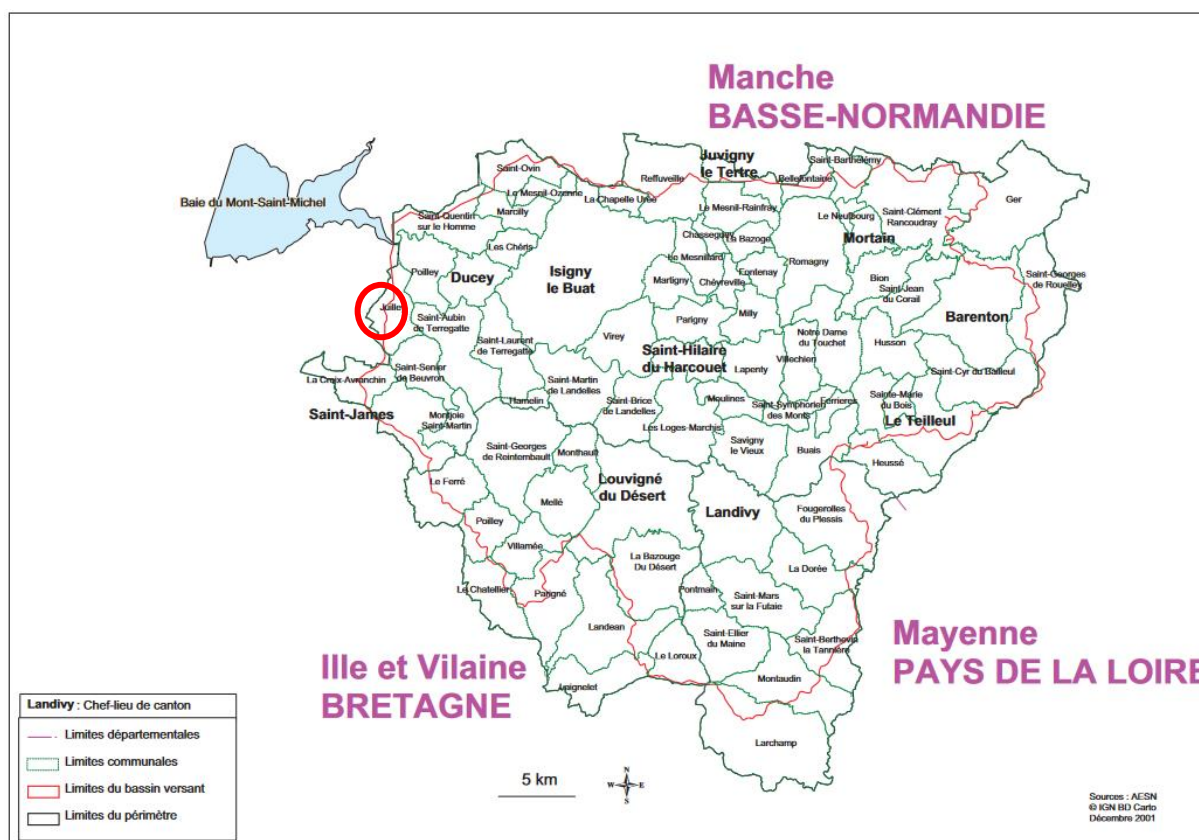 Manche
BASSE-NORMANDIE
Baie du Mont-Saint-Michel
Saint-Ovin
Le Mesnil-Ozenne
Marcilly
Saint-Quentin
sur le Homme
Les Chéris
La Chapelle Urée
Reffuveille
Juvigny
le Tertre
Bellefontaine
Saint-Barthélémy
Le Mesnil-Rainfray
Le Neufbourg
Saint-Clément
Rancoudray
Ger
Chasseguey
La Bazoge
Mortain
Le Mesnillard
Fontenay
Romagny
Saint-Georges
de Rouelley
Poilley
Ducey
Isigny
le Buat
Martigny
Chèvreville
Bion
Saint-Jean
du Corail
Juilley
Saint-Aubin
de Terregatte
Parigny
Milly
Barenton
Saint-Laurent
de Terregatte
Virey
Saint-Hilaire
du Harcouet
Notre Dame
du Touchet
Husson
Villechien
Lapenty
Saint-Cyr du Bailleul
La Croix-Avranchin
Saint-Senier
de Beuvron
Saint-Martin
de Landelles
Hamelin
Saint-Brice
de Landelles
Moulines
Saint-Symphorien
des Monts
Ferrieres
Sainte-Marie
du Bois
Le Teilleul
Saint-James
Montjoie
Saint-Martin
Les Loges-Marchis
Savigny
le Vieux
Buais
Heussé
Saint-Georges
de Reintembault
Monthault
Le Ferré
Louvigné
du Désert
Mellé
Landivy
Fougerolles
du Plessis
Poilley
Villamée
La Bazouge
Du Désert
La Dorée
Le Chatellier
Parigné
Pontmain
Saint-Mars
sur la Futaie
Landean
Saint-Ellier
du Maine
Saint-Berthevin
la Tannière
Le Loroux
Montaudin
Laignelet
Larchamp
Mayenne
PAYS DE LA LOIRE
Ille et Vilaine
BRETAGNE
Landivy : Chef-lieu de canton
Limites départementales
Limites communales
Limites du bassin versant
Limites du périmètre
5 km
N
W E
S
Sources : AESN
© IGN BD Carto
Décembre 2001